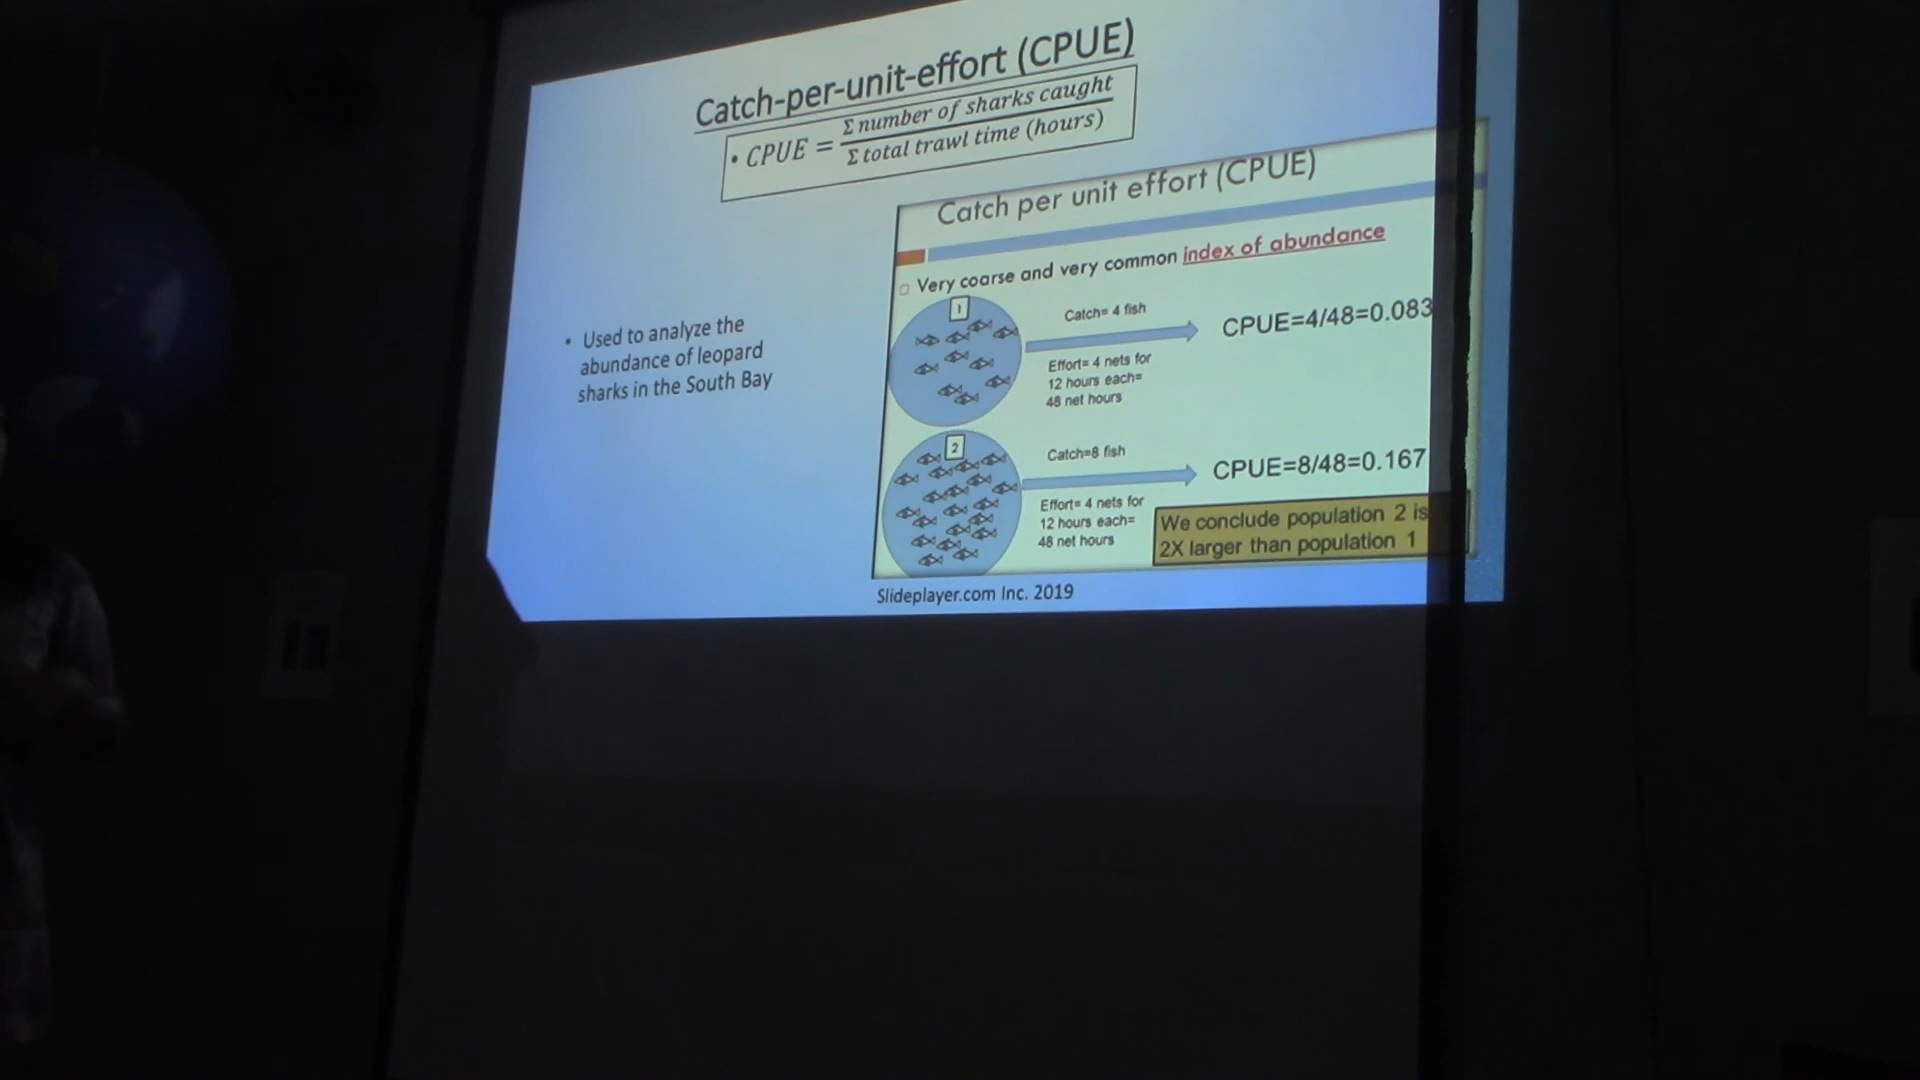 Catch-per-unit-effort (CPUE)
• CPUE = Σ number of sharks caught / Σ total trawl time (hours)
• Used to analyze the
abundance of leopard
sharks in the South Bay
Catch per unit effort (CPUE)
Very coarse and very common index of abundance
1
Catch= 4 fish
Effort= 4 nets for
12 hours each=
48 net hours
CPUE=4/48=0.083
2
Catch=8 fish
Effort= 4 nets for
12 hours each=
48 net hours
CPUE=8/48=0.167
We conclude population 2 is
2X larger than population 1
Slideplayer.com Inc. 2019